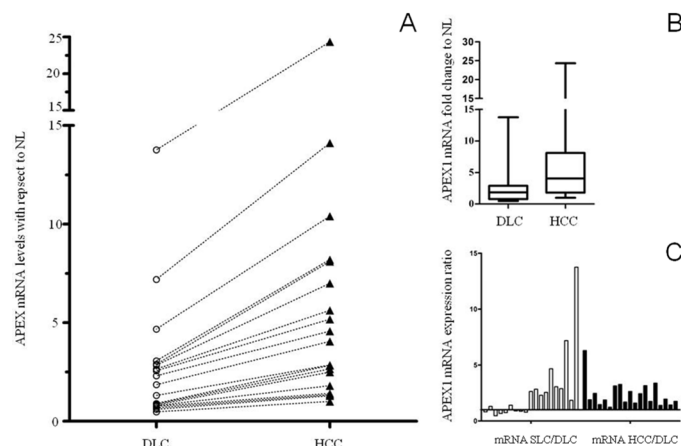 A
25
20
15
15
10
5
0
APEX mRNA levels with repsect to NL
DLC
HCC
B
30
25
20
15
15
10
5
0
APEX1 mRNA fold change to NL
DLC
HCC
C
15
10
5
0
APEX1 mRNA expression ratio
mRNA SLC/DLC
mRNA HCC/DLC